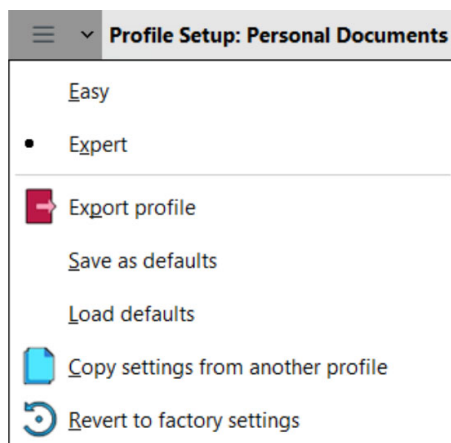 Profile Setup: Personal Documents
Easy
Expert
Export profile
Save as defaults
Load defaults
Copy settings from another profile
Revert to factory settings